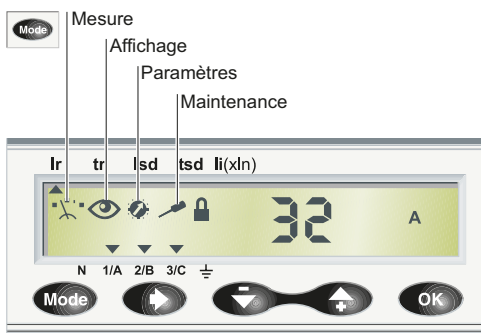 Mode
Mesure
Affichage
Paramètres
Maintenance
Ir tr Isd tsd Ii(xIn)
32 A
N 1/A 2/B 3/C
Mode OK